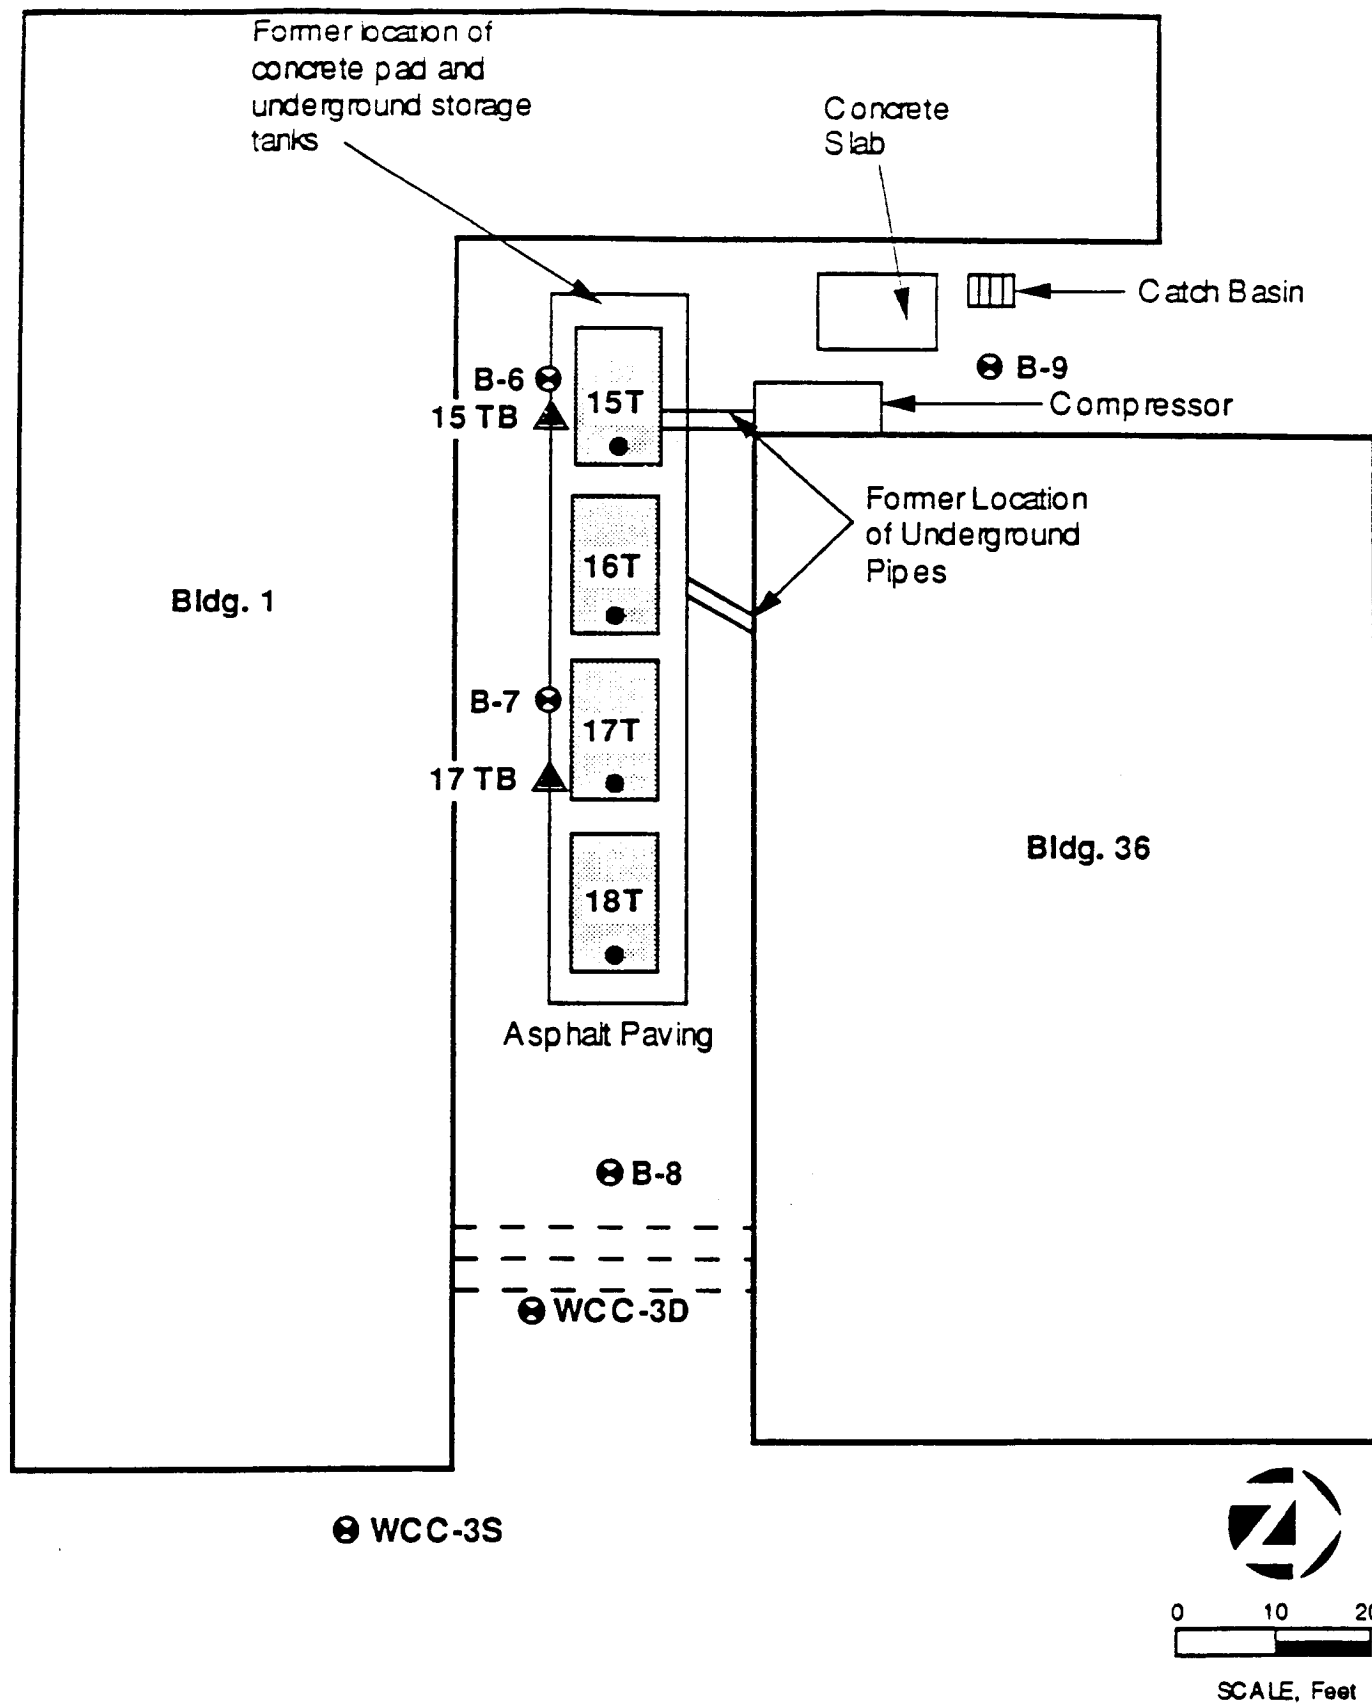 Former location of
concrete pad and
underground storage
tanks
Concrete
Slab
Catch Basin
B-6
B-9
15 TB
15T
Compressor
Former Location
of Underground
Pipes
16T
Bldg. 1
B-7
17T
17 TB
Bldg. 36
18T
Asphalt Paving
B-8
WCC-3D
WCC-3S
Z
0 10 20
SCALE, Feet